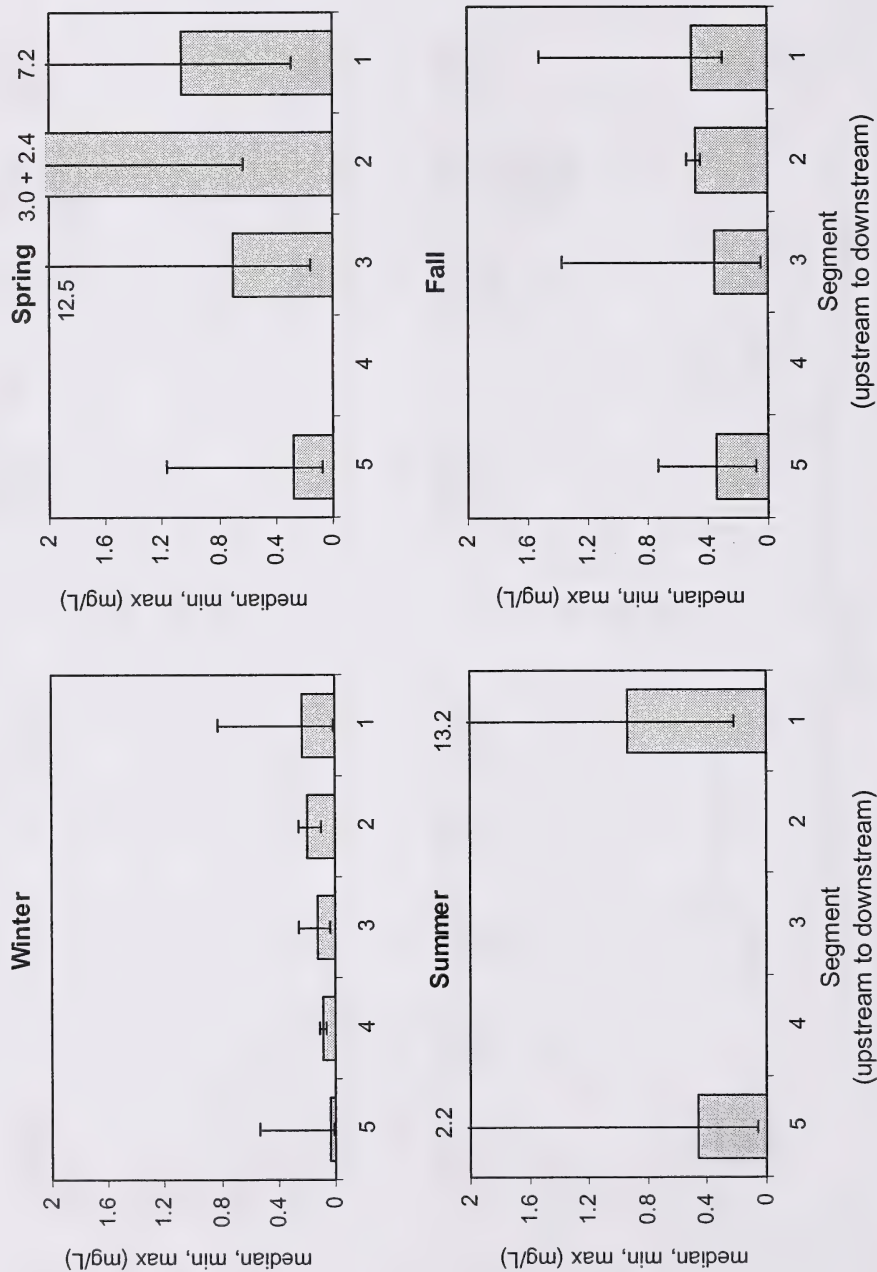 Winter
median, min, max (mg/L)
2
1.6
1.2
0.8
0.4
0
5 4 3 2 1
Spring
median, min, max (mg/L)
2
1.6
1.2
0.8
0.4
0
12.5
3.0 + 2.4
7.2
5 4 3 2 1
Summer
median, min, max (mg/L)
2
1.6
1.2
0.8
0.4
0
2.2
13.2
5 4 3 2 1
Segment
(upstream to downstream)
Fall
median, min, max (mg/L)
2
1.6
1.2
0.8
0.4
0
5 4 3 2 1
Segment
(upstream to downstream)